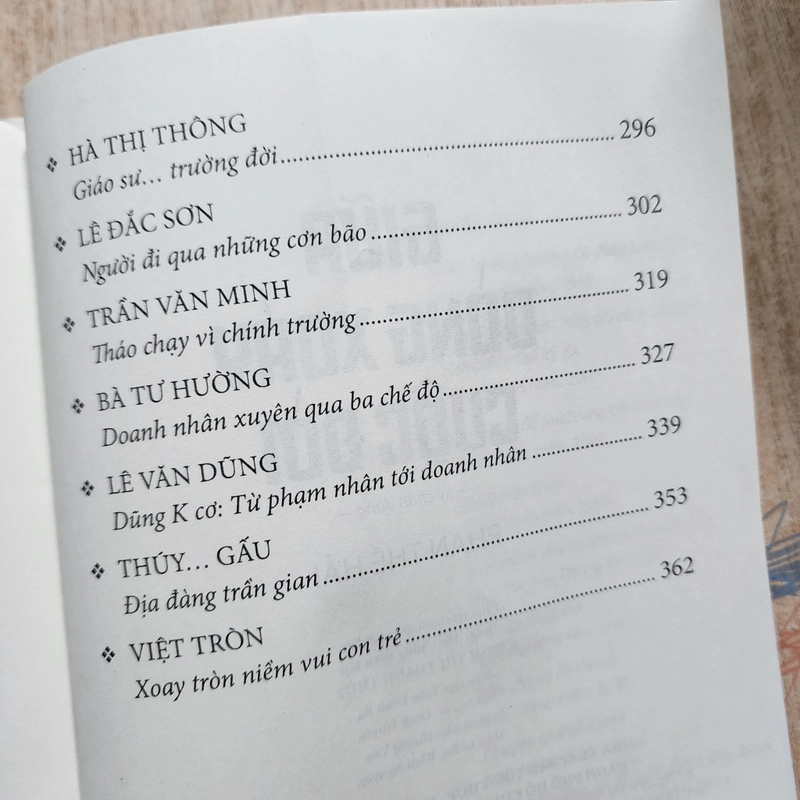 ❖ HÀ THỊ THÔNG
Giáo sư... trường đời 296
❖ LÊ ĐẮC SƠN
Người đi qua những cơn bão 302
❖ TRẦN VĂN MINH
Tháo chạy vì chính trường 319
❖ BÀ TƯ HƯỜNG
Doanh nhân xuyên qua ba chế độ 327
❖ LÊ VĂN DŨNG
Dũng K cơ: Từ phạm nhân tới doanh nhân 339
❖ THÚY... GẤU
Địa đàng trần gian 353
❖ VIỆT TRÒN
Xoay tròn niềm vui con trẻ 362